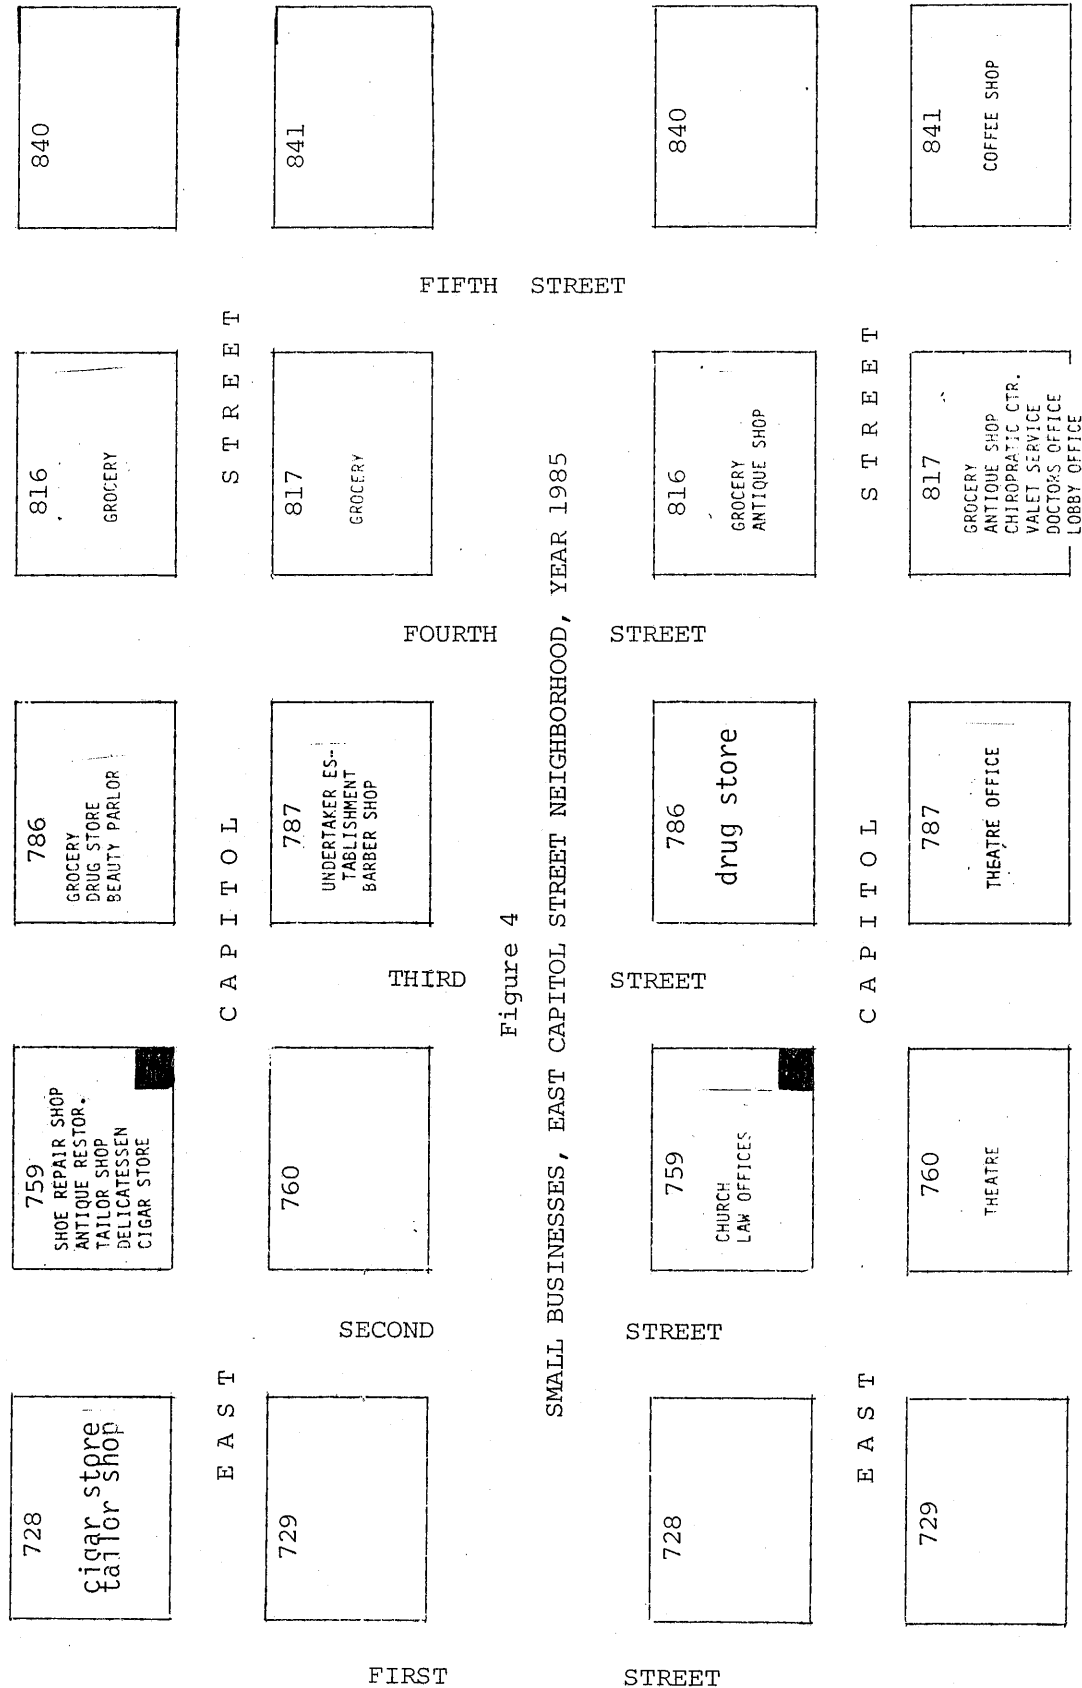 840
841
840
841
COFFEE SHOP
FIFTH STREET
816
GROCERY
STREET
817
GROCERY
816
GROCERY
ANTIQUE SHOP
STREET
817
GROCERY
ANTIQUE SHOP
CHIROPRATIC CTR.
VALET SERVICE
DOCTORS OFFICE
LOBBY OFFICE
FOURTH STREET
786
GROCERY
DRUG STORE
BEAUTY PARLOR
CAPITOL
787
UNDERTAKER ES-
TABLISHMENT
BARBER SHOP
786
drug store
CAPITOL
787
THEATRE OFFICE
THIRD STREET
Figure 4
SMALL BUSINESSES, EAST CAPITOL STREET NEIGHBORHOOD, YEAR 1985
759
SHOE REPAIR SHOP
ANTIQUE RESTOR.
TAILOR SHOP
DELICATESSEN
CIGAR STORE
760
759
CHURCH
LAW OFFICES
760
THEATRE
SECOND STREET
728
cigar store
tailor shop
EAST
729
728
EAST
729
FIRST STREET